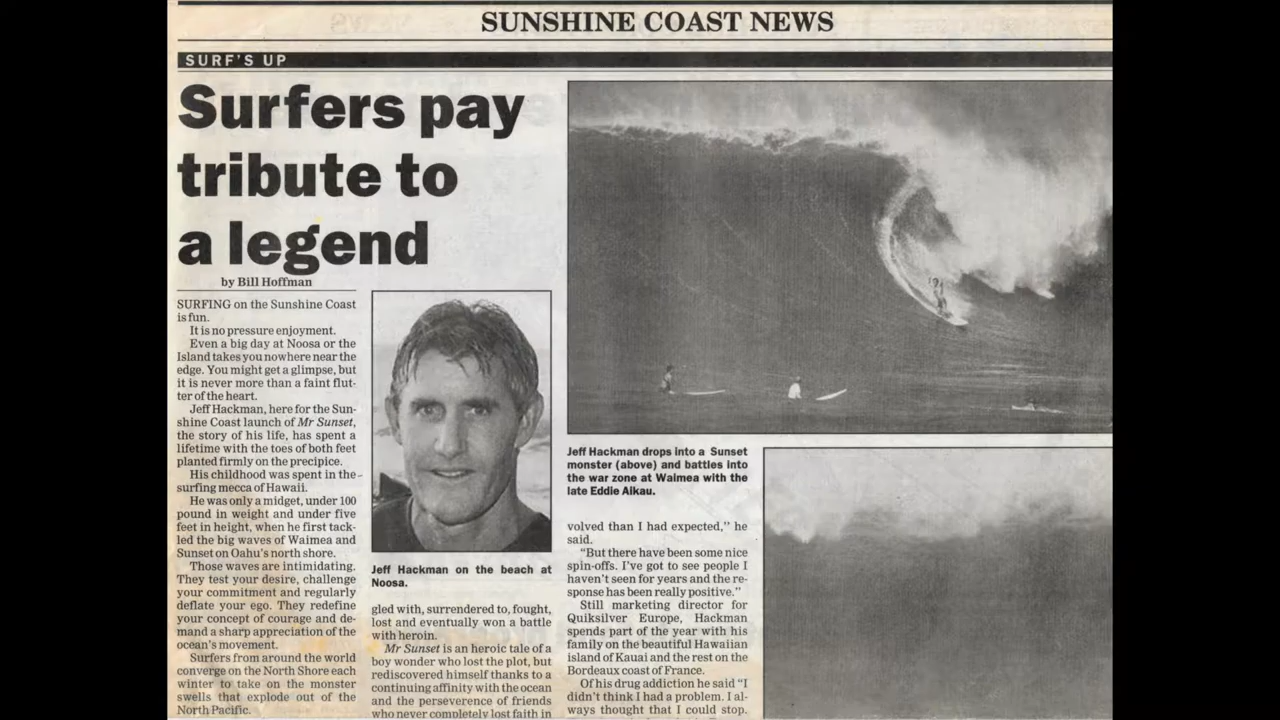 SUNSHINE COAST NEWS
SURF'S UP
Surfers pay
tribute to
a legend
by Bill Hoffman
SURFING on the Sunshine Coast
is fun.
It is no pressure enjoyment.
Even a big day at Noosa or the
Island takes you nowhere near the
edge. You might get a glimpse, but
it is never more than a faint flut-
ter of the heart.
Jeff Hackman, here for the Sun-
shine Coast launch of Mr Sunset,
the story of his life, has spent a
lifetime with the toes of both feet
planted firmly on the precipice.
His childhood was spent in the
surfing mecca of Hawaii.
He was only a midget, under 100
pound in weight and under five
feet in height, when he first tack-
led the big waves of Waimea and
Sunset on Oahu's north shore.
Those waves are intimidating.
They test your desire, challenge
your commitment and regularly
deflate your ego. They redefine
your concept of courage and de-
mand a sharp appreciation of the
ocean's movement.
Surfers from around the world
converge on the North Shore each
winter to take on the monster
swells that explode out of the
North Pacific.
Jeff Hackman on the beach at
Noosa.
gled with, surrendered to, fought,
lost and eventually won a battle
with heroin.
Mr Sunset is an heroic tale of a
boy wonder who lost the plot, but
rediscovered himself thanks to a
continuing affinity with the ocean
and the perseverance of friends
who never completely lost faith in
Jeff Hackman drops into a Sunset
monster (above) and battles into
the war zone at Waimea with the
late Eddie Aikau.
volved than I had expected," he
said.
"But there have been some nice
spin-offs. I've got to see people I
haven't seen for years and the re-
sponse has been really positive."
Still marketing director for
Quiksilver Europe, Hackman
spends part of the year with his
family on the beautiful Hawaiian
island of Kauai and the rest on the
Bordeaux coast of France.
Of his drug addiction he said "I
didn't think I had a problem. I al-
ways thought that I could stop.